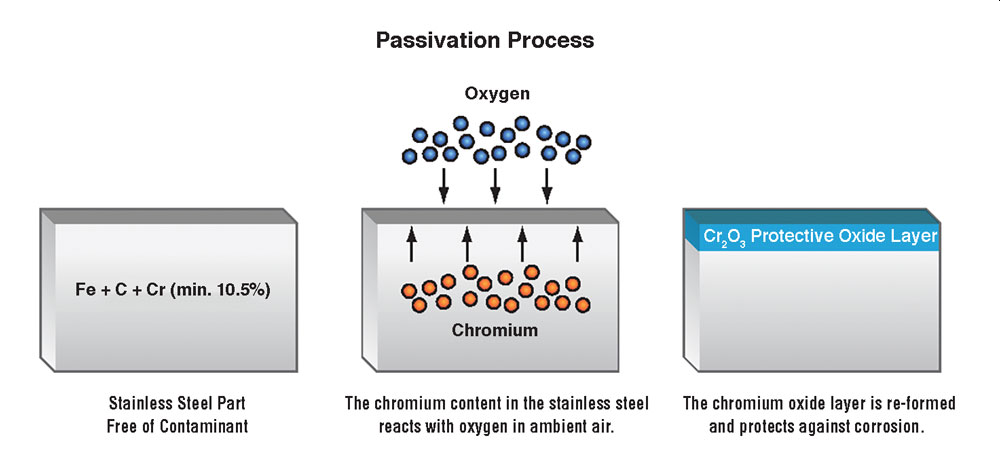 Passivation Process
Oxygen
Fe + C + Cr (min. 10.5%)
Chromium
Cr₂O₃ Protective Oxide Layer
Stainless Steel Part
Free of Contaminant
The chromium content in the stainless steel
reacts with oxygen in ambient air.
The chromium oxide layer is re-formed
and protects against corrosion.